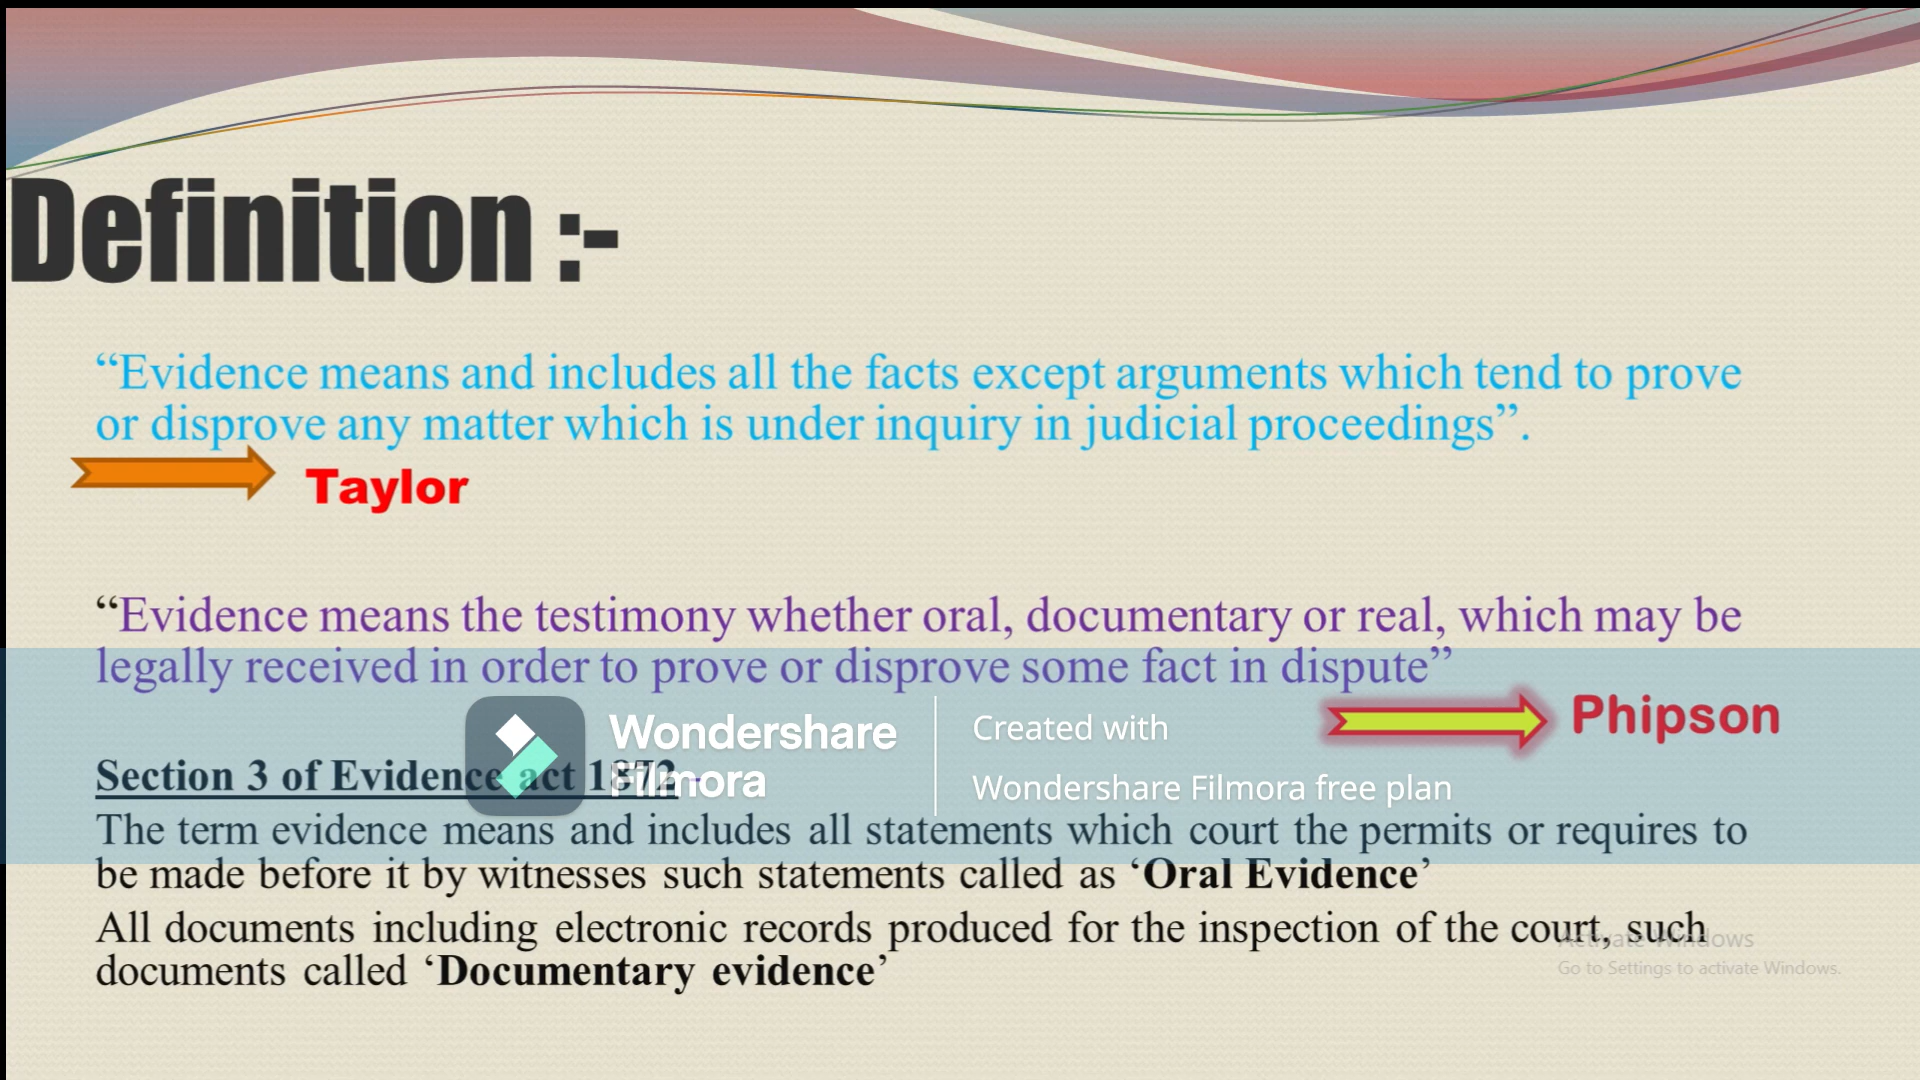 Definition :-
“Evidence means and includes all the facts except arguments which tend to prove
or disprove any matter which is under inquiry in judicial proceedings”.
Taylor
“Evidence means the testimony whether oral, documentary or real, which may be
legally received in order to prove or disprove some fact in dispute”
Phipson
Wondershare
Filmora
Created with
Wondershare Filmora free plan
Section 3 of Evidence act 1872-
The term evidence means and includes all statements which court the permits or requires to
be made before it by witnesses such statements called as ‘Oral Evidence’
All documents including electronic records produced for the inspection of the court, such
documents called ‘Documentary evidence’
Activate Windows
Go to Settings to activate Windows.